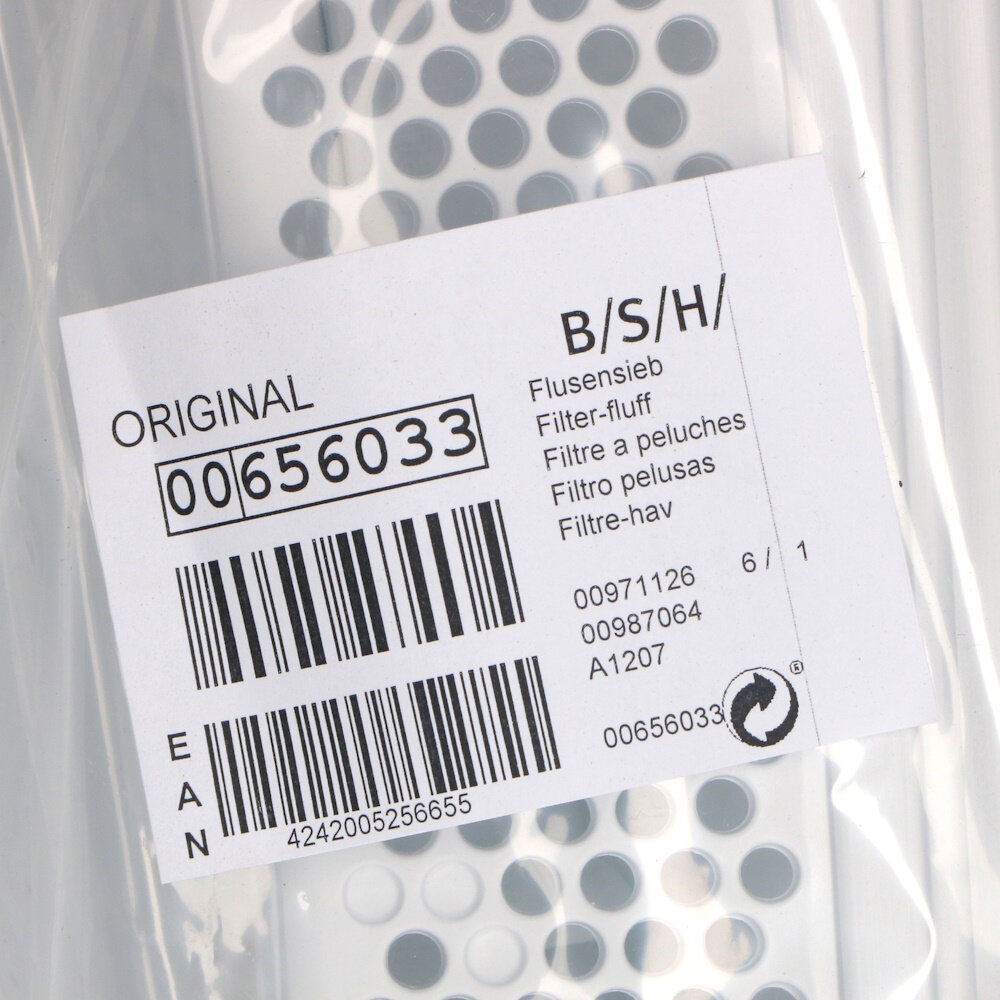 ORIGINAL
00656033
E
A
N
4242005256655
B/S/H/
Flusensieb
Filter-fluff
Filtre a peluches
Filtro pelusas
Filtre-hav
00971126 6 / 1
00987064
A1207
00656033
®